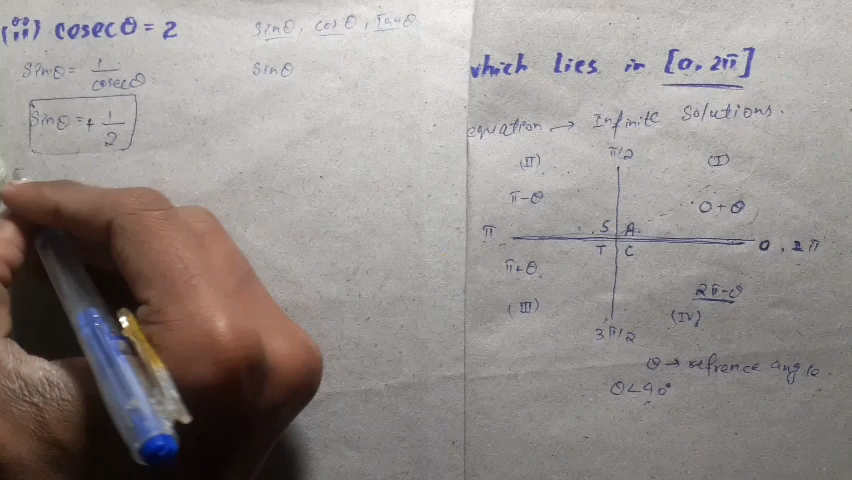 (iii) cosecθ = 2
sinθ, cosθ, Tanθ
sinθ = 1/cosecθ
sinθ
sinθ = + 1/2
which lies in [0, 2π]
equation → Infinite Solutions.
(II) π/2 (I)
π-θ 0+θ
π S A 0, 2π
T C
π+θ 2π-θ
(III) (IV)
3π/2
θ → refrance angle.
θ<90°